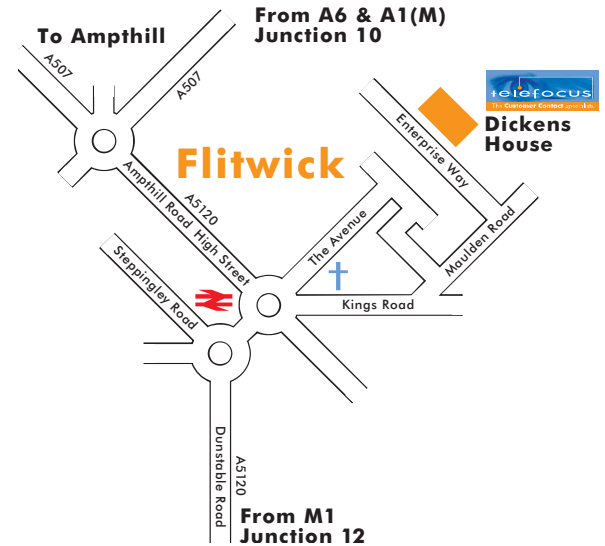 From A6 & A1(M)
Junction 10
To Ampthill
A507
A507
telefocus
The Customer Contact specialists
Dickens
House
Enterprise Way
Flitwick
Ampthill Road
A5120
High Street
The Avenue
Maulden Road
Steppingley Road
Kings Road
Dunstable Road
A5120
From M1
Junction 12